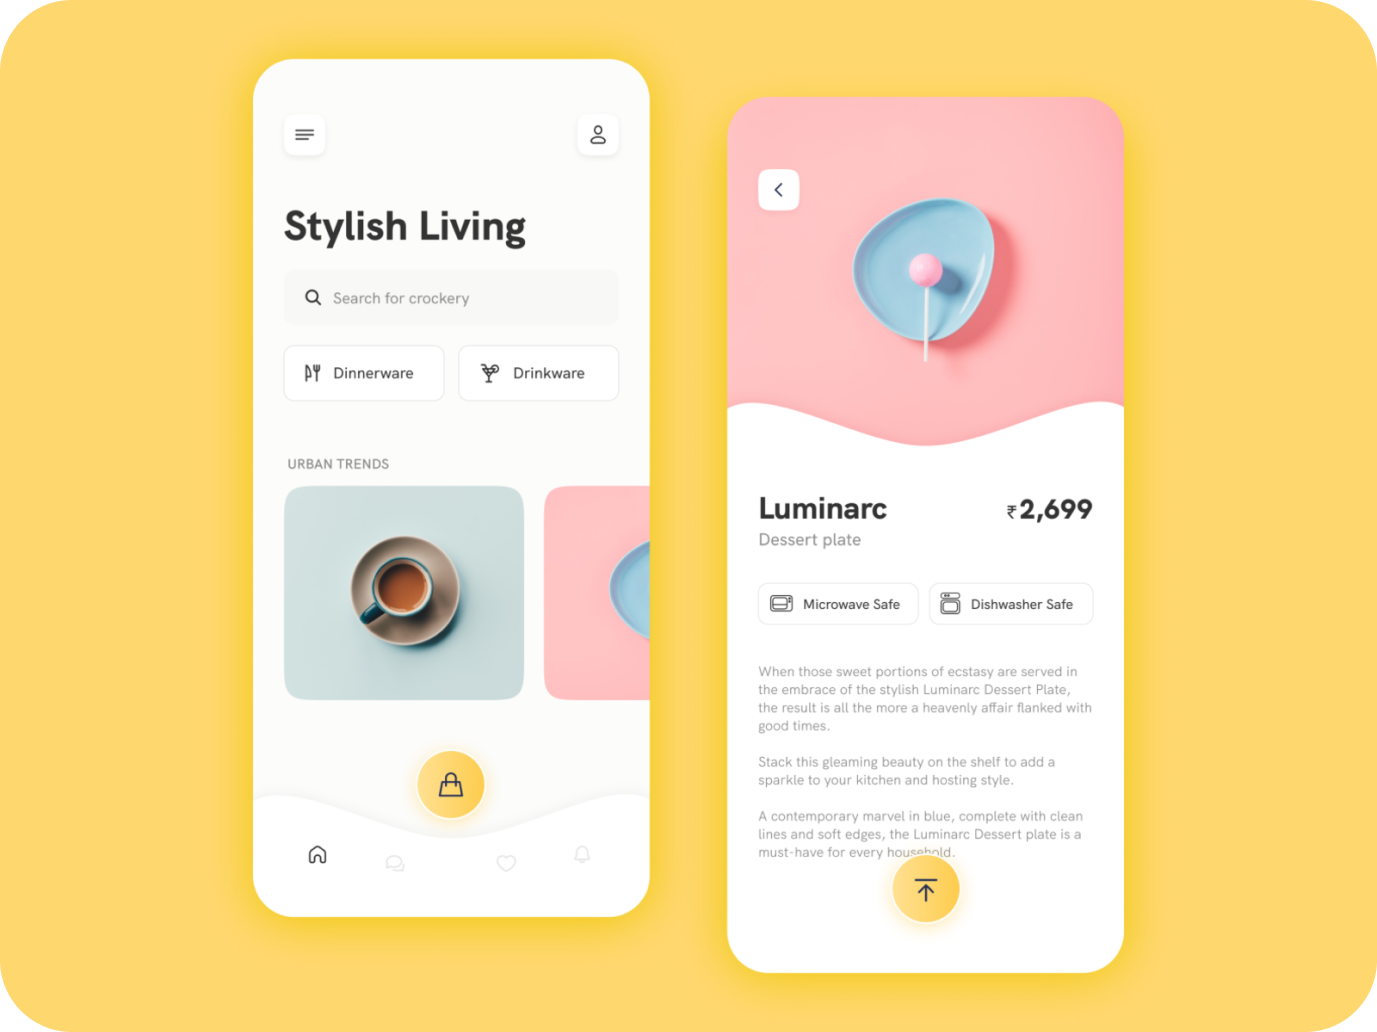 Stylish Living
Search for crockery
Dinnerware
Drinkware
URBAN TRENDS
Luminarc
₹2,699
Dessert plate
Microwave Safe
Dishwasher Safe
When those sweet portions of ecstasy are served in
the embrace of the stylish Luminarc Dessert Plate,
the result is all the more a heavenly affair flanked with
good times.
Stack this gleaming beauty on the shelf to add a
sparkle to your kitchen and hosting style.
A contemporary marvel in blue, complete with clean
lines and soft edges, the Luminarc Dessert plate is a
must-have for every household.